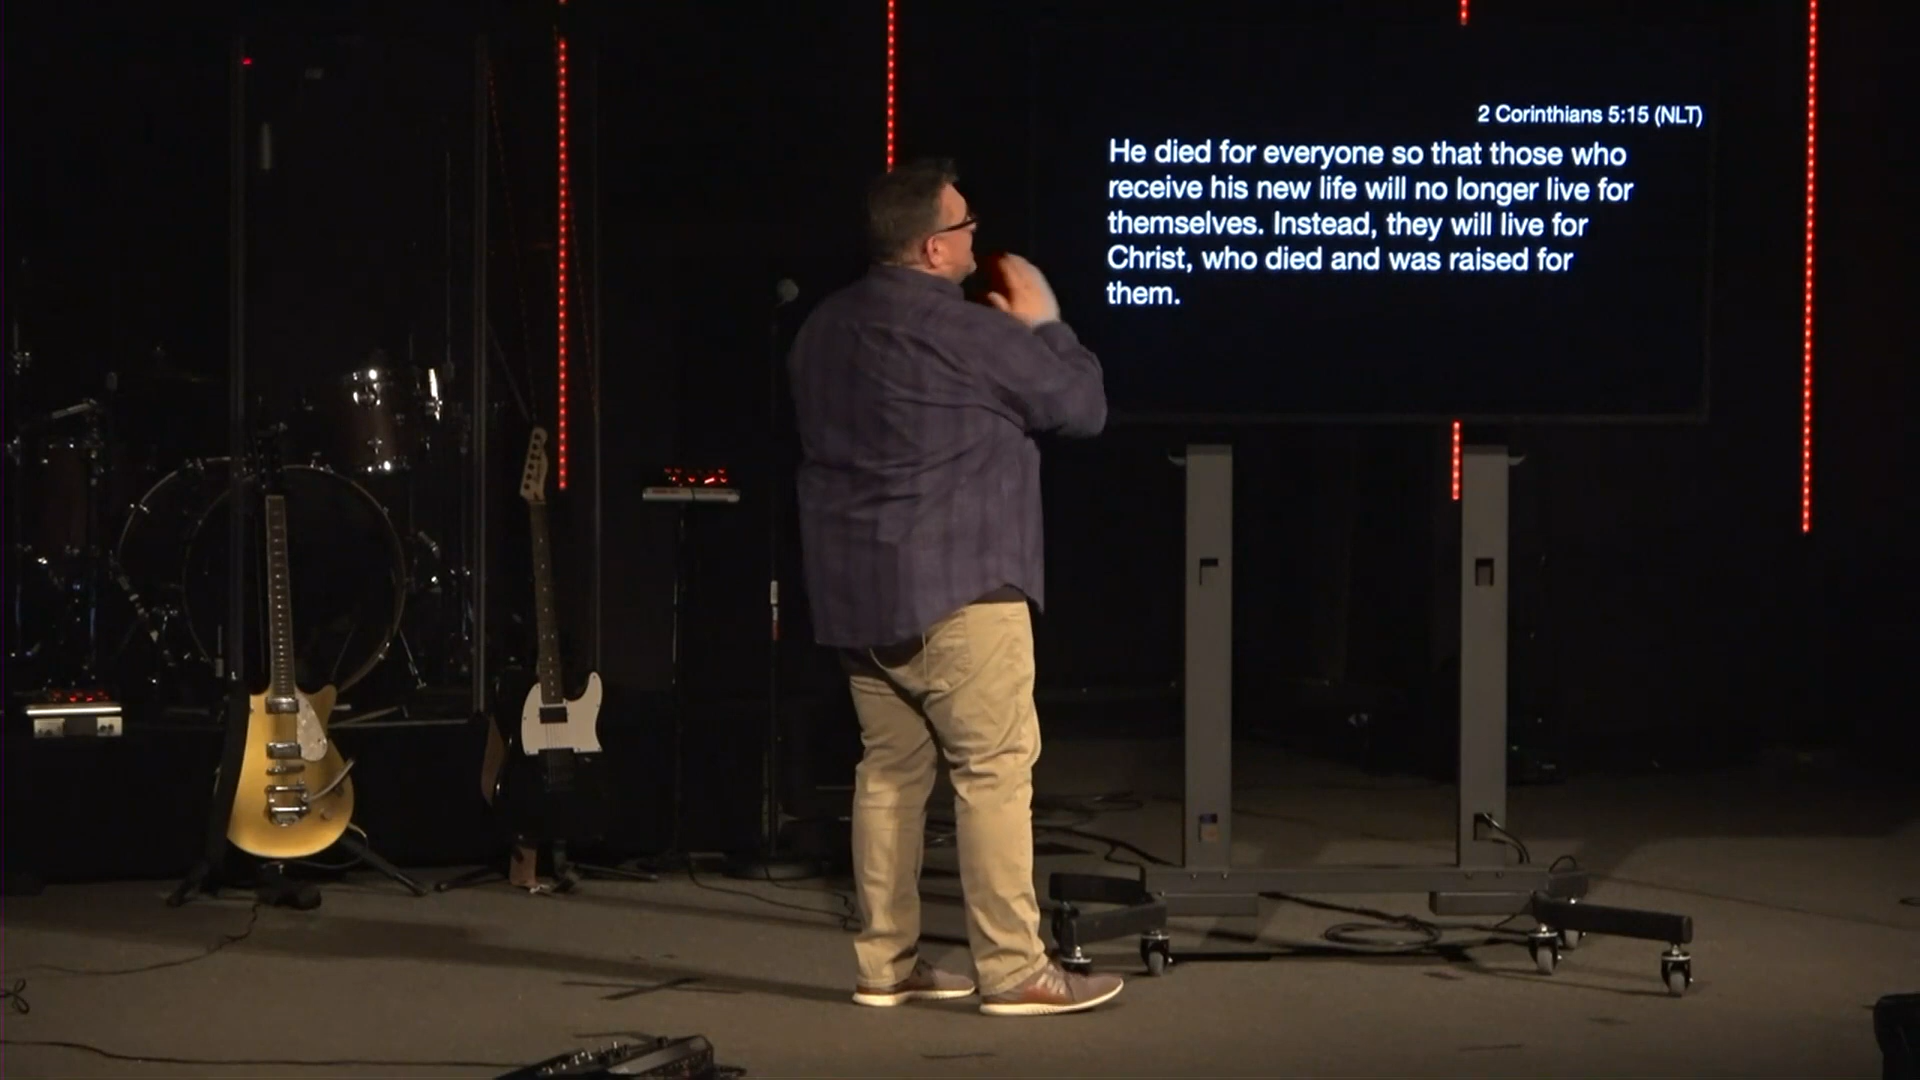 2 Corinthians 5:15 (NLT)
He died for everyone so that those who
receive his new life will no longer live for
themselves. Instead, they will live for
Christ, who died and was raised for
them.